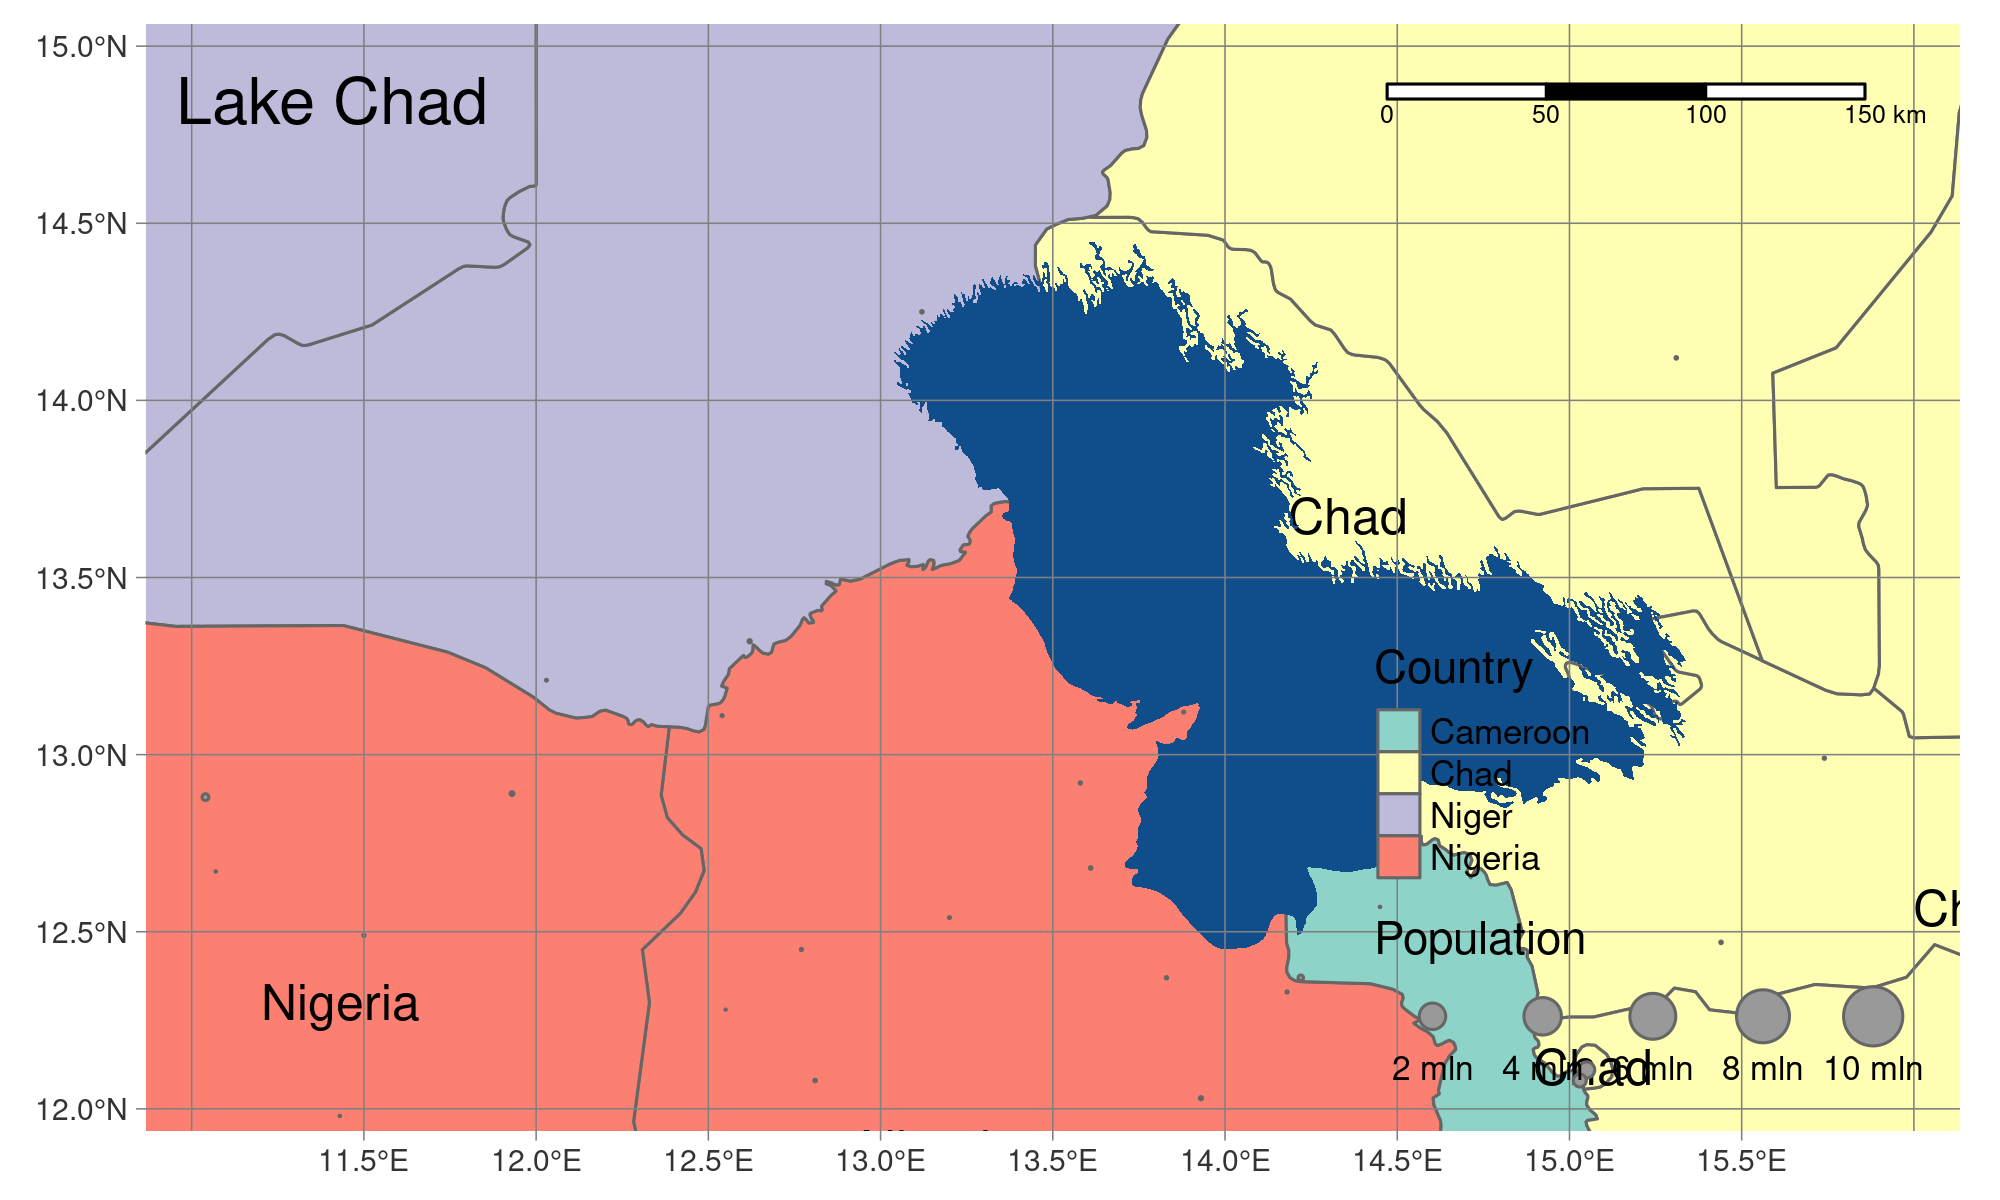 15.0°N
Lake Chad
0 50 100 150 km
14.5°N
14.0°N
Chad
13.5°N
Country
Cameroon
13.0°N
Chad
Niger
Nigeria
Ch
12.5°N
Population
Nigeria
2 mln 4 mln 6 mln 8 mln 10 mln
Chad
12.0°N
11.5°E 12.0°E 12.5°E 13.0°E 13.5°E 14.0°E 14.5°E 15.0°E 15.5°E